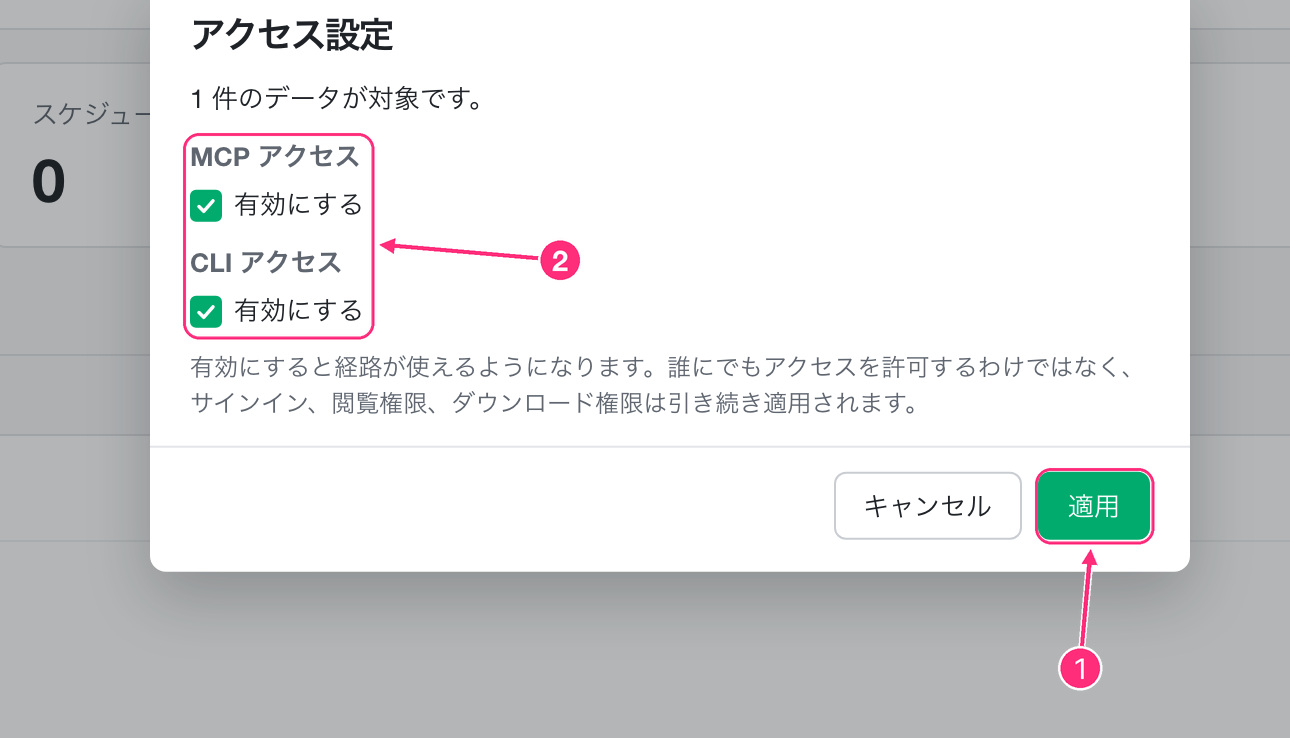 アクセス設定
1 件のデータが対象です。
スケジュー
0
MCP アクセス
有効にする
CLI アクセス
有効にする
2
有効にすると経路が使えるようになります。誰にでもアクセスを許可するわけではなく、
サインイン、閲覧権限、ダウンロード権限は引き続き適用されます。
キャンセル
適用
1